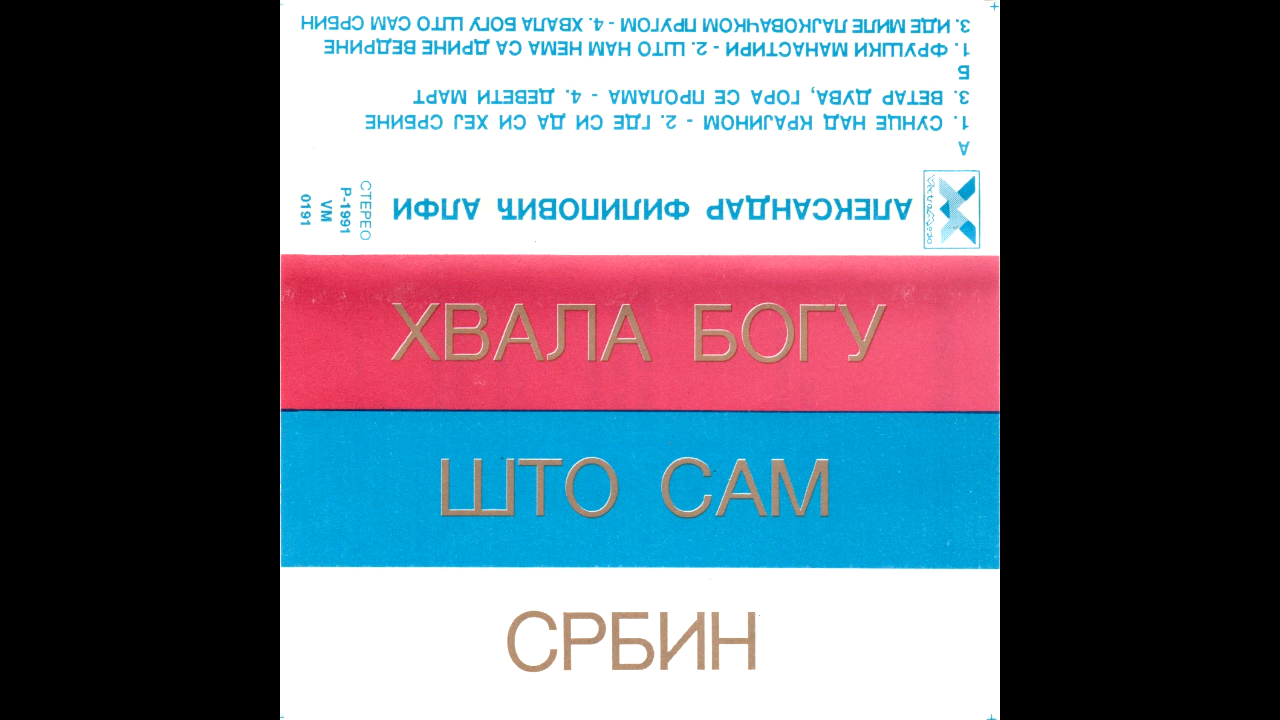 ХВАЛА БОГУ
ШТО САМ
СРБИН
АЛЕКСАНДАР ФИЛИПОВИЋ АЛФИ
СТЕРЕО
P-1991
VM
0191
А
1. СУНЦЕ НАД КРАЈИНОМ - 2. ГДЕ СИ ДА СИ ХЕЈ СРБИНЕ
3. ВЕТАР ДУВА, ГОРА СЕ ПРОЛАМА - 4. ДЕВЕТИ МАРТ
Б
1. ФРУШКИ МАНАСТИРИ - 2. ШТО НАМ НЕМА СА ДРИНЕ ВЕДРИНЕ
3. ИДЕ МИЛЕ ЛАЈКОВАЧКОМ ПРУГОМ - 4. ХВАЛА БОГУ ШТО САМ СРБИН